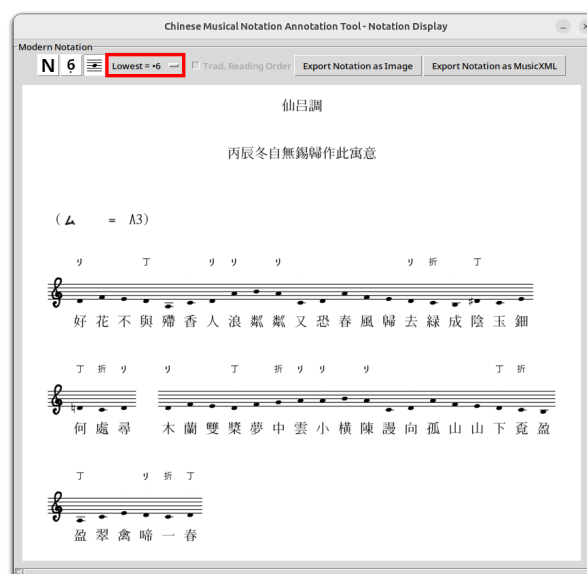 Chinese Musical Notation Annotation Tool - Notation Display
Modern Notation
N 6̣ Lowest = •6 Trad. Reading Order Export Notation as Image Export Notation as MusicXML
仙呂調
丙辰冬自無錫歸作此寓意
(ム = A3)
リ 丁 リ リ リ リ 折 丁
好花不與殢香人浪粼粼又恐春風歸去綠成陰玉鈿
丁 折 リ リ 丁 折 リ リ リ 丁 折
何處尋 木蘭雙槳夢中雲小橫陳謾向孤山山下覔盈
丁 リ 折 丁
盈翠禽啼一春